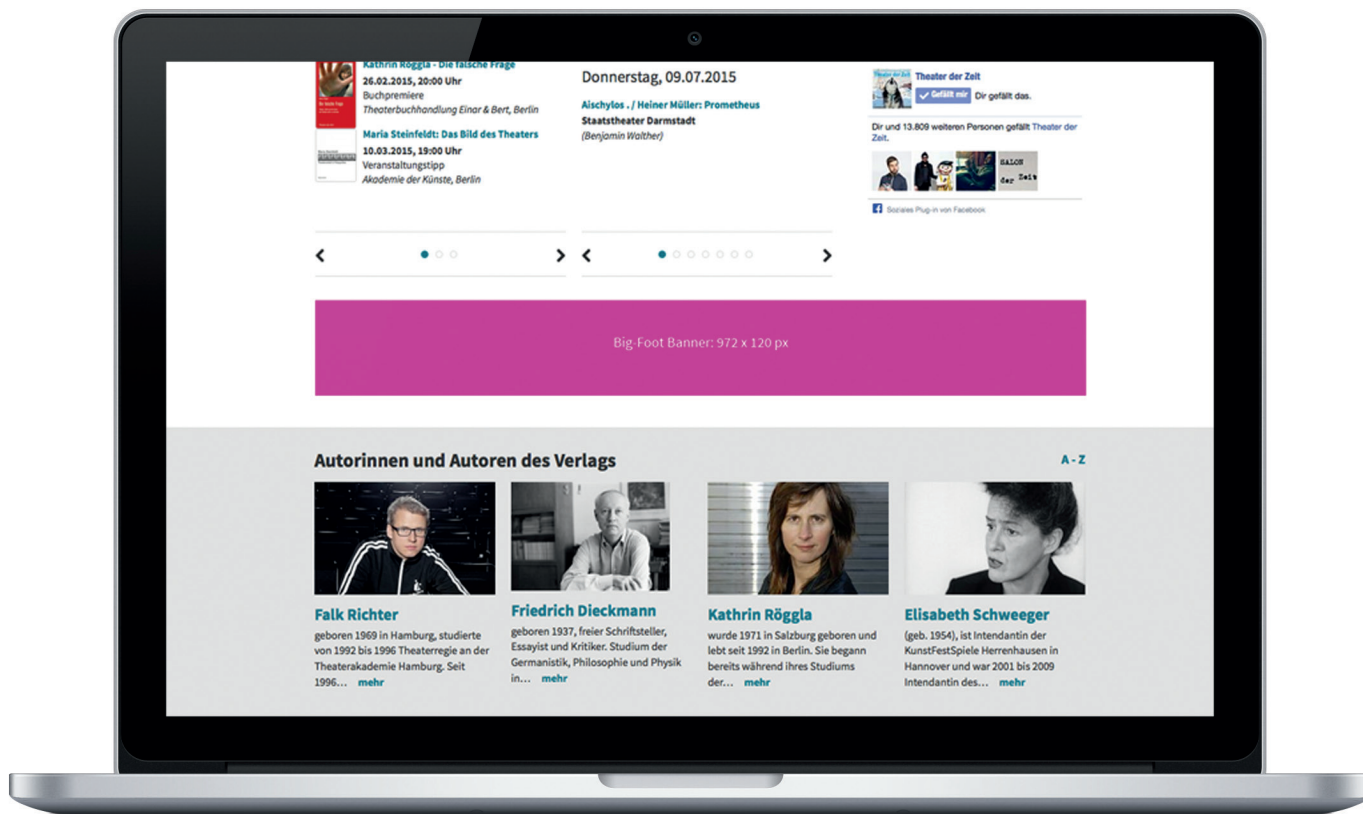 Kathrin Röggla - Die falsche Frage
26.02.2015, 20:00 Uhr
Buchpremiere
Theaterbuchhandlung Einar & Bert, Berlin
Maria Steinfeldt: Das Bild des Theaters
10.03.2015, 19:00 Uhr
Veranstaltungstipp
Akademie der Künste, Berlin
Donnerstag, 09.07.2015
Aischylos . / Heiner Müller: Prometheus
Staatstheater Darmstadt
(Benjamin Walther)
Theater der Zeit
Gefällt mir Dir gefällt das.
Dir und 13.809 weiteren Personen gefällt Theater der
Zeit.
SALON
der Zeit
Soziales Plug-in von Facebook
Big-Foot Banner: 972 x 120 px
Autorinnen und Autoren des Verlags
A - Z
Falk Richter
geboren 1969 in Hamburg, studierte
von 1992 bis 1996 Theaterregie an der
Theaterakademie Hamburg. Seit
1996... mehr
Friedrich Dieckmann
geboren 1937, freier Schriftsteller,
Essayist und Kritiker. Studium der
Germanistik, Philosophie und Physik
in... mehr
Kathrin Röggla
wurde 1971 in Salzburg geboren und
lebt seit 1992 in Berlin. Sie begann
bereits während ihres Studiums
der... mehr
Elisabeth Schweeger
(geb. 1954), ist Intendantin der
KunstFestSpiele Herrenhausen in
Hannover und war 2001 bis 2009
Intendantin des... mehr